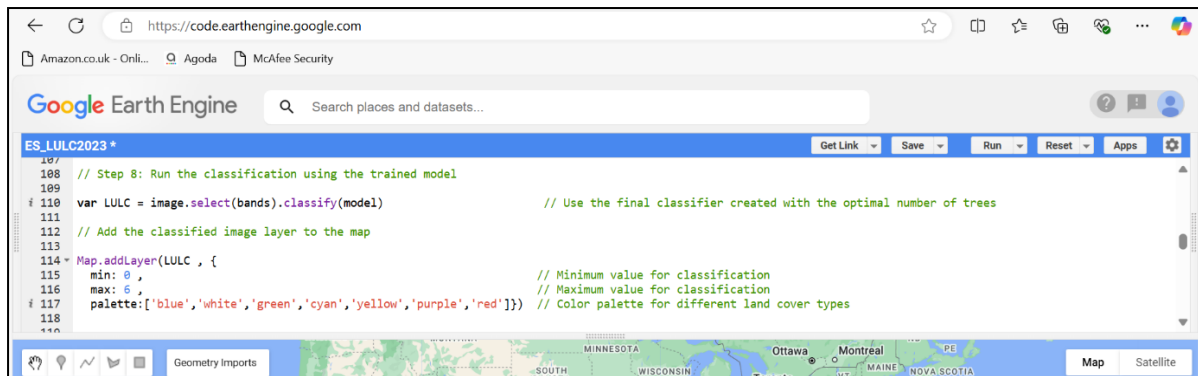 https://code.earthengine.google.com
Amazon.co.uk - Onli... Agoda McAfee Security
Google Earth Engine Search places and datasets...
ES_LULC2023 * Get Link Save Run Reset Apps
107
108 // Step 8: Run the classification using the trained model
109
i 110 var LULC = image.select(bands).classify(model) // Use the final classifier created with the optimal number of trees
111
112 // Add the classified image layer to the map
113
114 Map.addLayer(LULC , {
115 min: 0 , // Minimum value for classification
116 max: 6 , // Maximum value for classification
i 117 palette:['blue','white','green','cyan','yellow','purple','red']}) // Color palette for different land cover types
118
119
Geometry Imports MINNESOTA Ottawa Montreal PE Map Satellite
SOUTH WISCONSIN VT MAINE NOVA SCOTIA